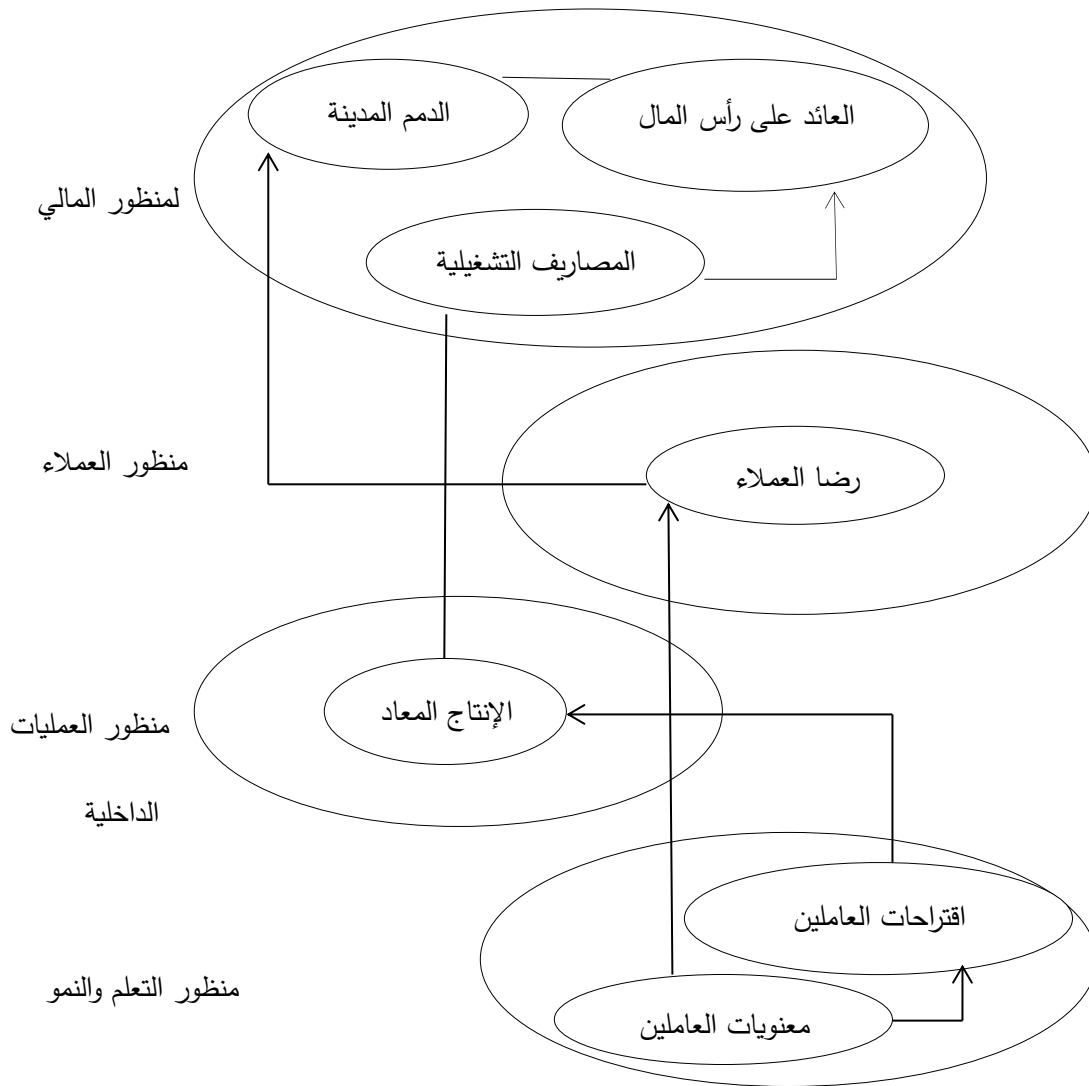 العائد على رأس المال
الدمم المدينة
لمنظور المالي
المصاريف التشغيلية
منظور العملاء
رضا العملاء
الإنتاج المعاد
منظور العمليات
الداخلية
اقتراحات العاملين
منظور التعلم والنمو
معنويات العاملين